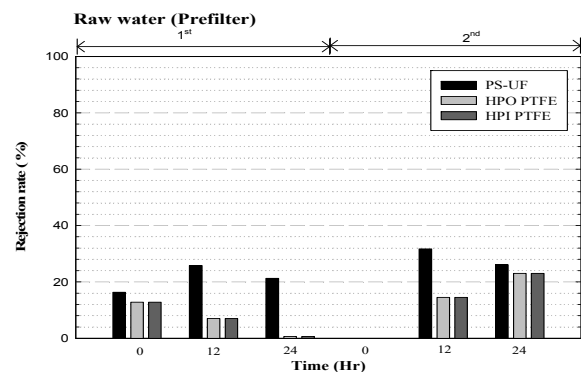 Raw water (Prefilter)
1st
2nd
100
80
60
40
20
0
Rejection rate ( %)
PS-UF
HPO PTFE
HPI PTFE
0
12
24
0
12
24
Time (Hr)